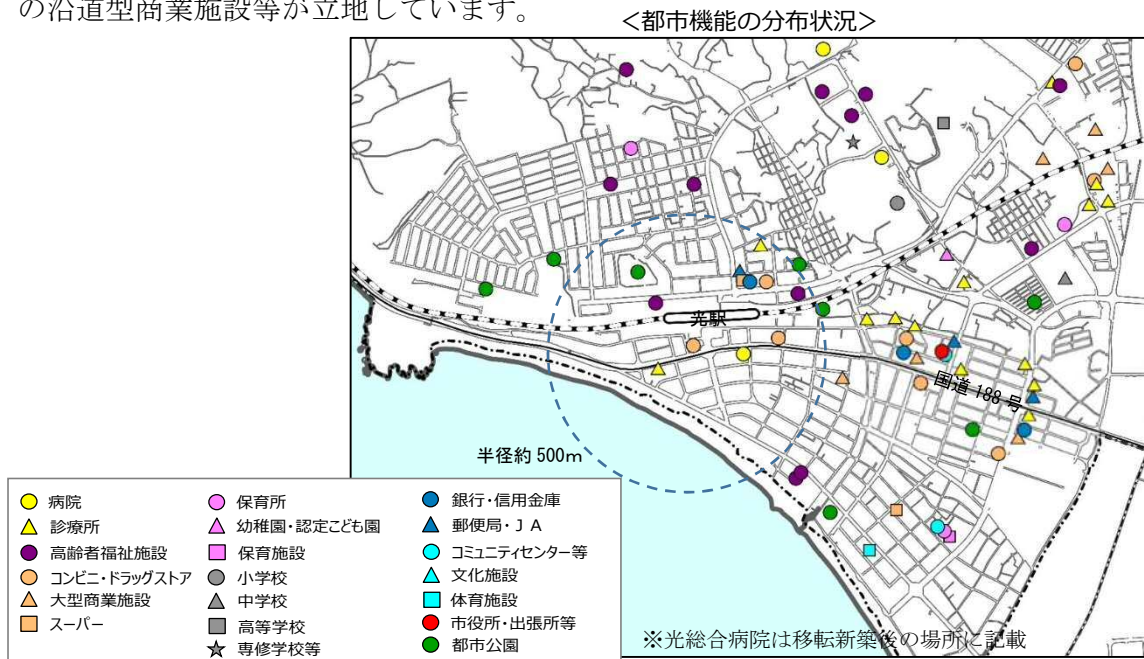 の沿道型商業施設等が立地しています。
＜都市機能の分布状況＞
光駅
国道 188 号
半径約 500m
病院
診療所
高齢者福祉施設
コンビニ・ドラッグストア
大型商業施設
スーパー
保育所
幼稚園・認定こども園
保育施設
小学校
中学校
高等学校
専修学校等
銀行・信用金庫
郵便局・ＪＡ
コミュニティセンター等
文化施設
体育施設
市役所・出張所等
都市公園
※光総合病院は移転新築後の場所に記載